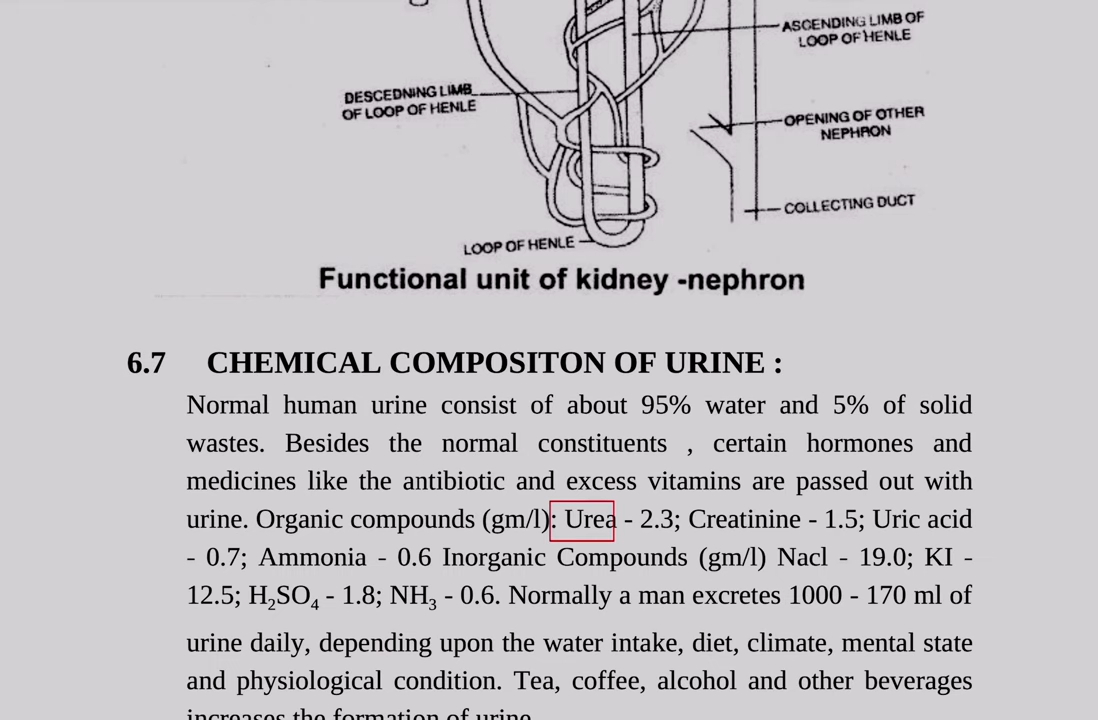 ASCENDING LIMB OF
LOOP OF HENLE
DESCEDNING LIMB
OF LOOP OF HENLE
OPENING OF OTHER
NEPHRON
COLLECTING DUCT
LOOP OF HENLE
Functional unit of kidney -nephron
6.7 CHEMICAL COMPOSITON OF URINE :
Normal human urine consist of about 95% water and 5% of solid
wastes. Besides the normal constituents , certain hormones and
medicines like the antibiotic and excess vitamins are passed out with
urine. Organic compounds (gm/l): Urea - 2.3; Creatinine - 1.5; Uric acid
- 0.7; Ammonia - 0.6 Inorganic Compounds (gm/l) Nacl - 19.0; KI -
12.5; H₂SO₄ - 1.8; NH₃ - 0.6. Normally a man excretes 1000 - 170 ml of
urine daily, depending upon the water intake, diet, climate, mental state
and physiological condition. Tea, coffee, alcohol and other beverages
increases the formation of urine.